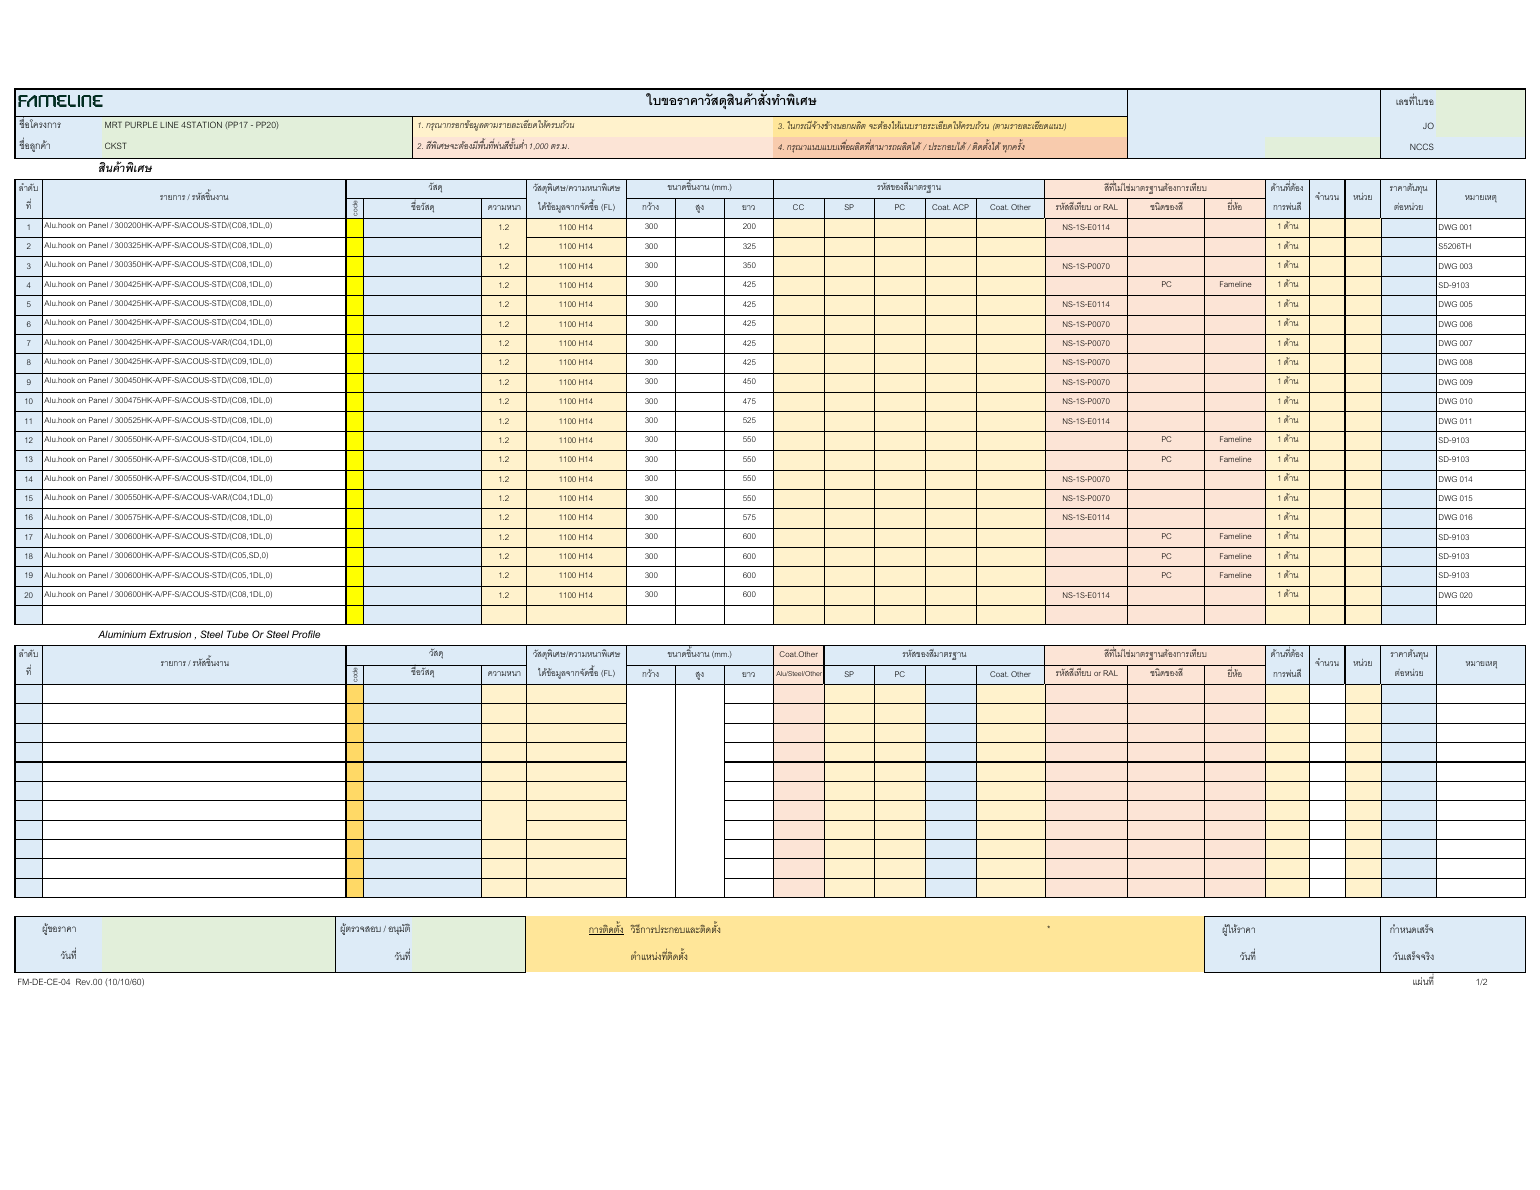 FAMELINE ใบขอราคาวัสดุสินค้าสั่งทำพิเศษ เลขที่ใบขอ
ชื่อโครงการ MRT PURPLE LINE 4STATION (PP17 - PP20) 1. กรุณากรอกข้อมูลตามรายละเอียดให้ครบถ้วน 3. ในกรณีจ้างช้างนอกผลิต จะต้องให้แนบรายระเอียดให้ครบถ้วน (ตามรายละเอียดแนบ) JO
ชื่อลูกค้า CKST 2. สีพิเศษจะต้องมีพื้นที่พ่นสีขั้นต่ำ 1,000 ตร.ม. 4. กรุณาแนบแบบเพื่อผลิตที่สามารถผลิตได้ / ประกอบได้ / ติดตั้งได้ ทุกครั้ง NCCS
สินค้าพิเศษ
ลำดับ รายการ / รหัสชิ้นงาน วัสดุ วัสดุพิเศษ/ความหนาพิเศษ ขนาดชิ้นงาน (mm.) รหัสของสีมาตรฐาน สีที่ไม่ใช่มาตรฐานต้องการเทียบ ด้านที่ต้อง จำนวน หน่วย ราคาต้นทุน หมายเหตุ
ที่ code ชื่อวัสดุ ความหนา ได้ข้อมูลจากจัดซื้อ (FL) กว้าง สูง ยาว CC SP PC Coat. ACP Coat. Other รหัสสีเทียบ or RAL ชนิดของสี ยี่ห้อ การพ่นสี ต่อหน่วย
1 Alu.hook on Panel / 300200HK-A/PF-S/ACOUS-STD/(C08,1DL,0) 1.2 1100 H14 300 200 NS-1S-E0114 1 ด้าน DWG 001
2 Alu.hook on Panel / 300325HK-A/PF-S/ACOUS-STD/(C08,1DL,0) 1.2 1100 H14 300 325 1 ด้าน S5206TH
3 Alu.hook on Panel / 300350HK-A/PF-S/ACOUS-STD/(C08,1DL,0) 1.2 1100 H14 300 350 NS-1S-P0070 1 ด้าน DWG 003
4 Alu.hook on Panel / 300425HK-A/PF-S/ACOUS-STD/(C08,1DL,0) 1.2 1100 H14 300 425 PC Fameline 1 ด้าน SD-9103
5 Alu.hook on Panel / 300425HK-A/PF-S/ACOUS-STD/(C08,1DL,0) 1.2 1100 H14 300 425 NS-1S-E0114 1 ด้าน DWG 005
6 Alu.hook on Panel / 300425HK-A/PF-S/ACOUS-STD/(C04,1DL,0) 1.2 1100 H14 300 425 NS-1S-P0070 1 ด้าน DWG 006
7 Alu.hook on Panel / 300425HK-A/PF-S/ACOUS-VAR/(C04,1DL,0) 1.2 1100 H14 300 425 NS-1S-P0070 1 ด้าน DWG 007
8 Alu.hook on Panel / 300425HK-A/PF-S/ACOUS-STD/(C09,1DL,0) 1.2 1100 H14 300 425 NS-1S-P0070 1 ด้าน DWG 008
9 Alu.hook on Panel / 300450HK-A/PF-S/ACOUS-STD/(C08,1DL,0) 1.2 1100 H14 300 450 NS-1S-P0070 1 ด้าน DWG 009
10 Alu.hook on Panel / 300475HK-A/PF-S/ACOUS-STD/(C08,1DL,0) 1.2 1100 H14 300 475 NS-1S-P0070 1 ด้าน DWG 010
11 Alu.hook on Panel / 300525HK-A/PF-S/ACOUS-STD/(C08,1DL,0) 1.2 1100 H14 300 525 NS-1S-E0114 1 ด้าน DWG 011
12 Alu.hook on Panel / 300550HK-A/PF-S/ACOUS-STD/(C04,1DL,0) 1.2 1100 H14 300 550 PC Fameline 1 ด้าน SD-9103
13 Alu.hook on Panel / 300550HK-A/PF-S/ACOUS-STD/(C08,1DL,0) 1.2 1100 H14 300 550 PC Fameline 1 ด้าน SD-9103
14 Alu.hook on Panel / 300550HK-A/PF-S/ACOUS-STD/(C04,1DL,0) 1.2 1100 H14 300 550 NS-1S-P0070 1 ด้าน DWG 014
15 Alu.hook on Panel / 300550HK-A/PF-S/ACOUS-VAR/(C04,1DL,0) 1.2 1100 H14 300 550 NS-1S-P0070 1 ด้าน DWG 015
16 Alu.hook on Panel / 300575HK-A/PF-S/ACOUS-STD/(C08,1DL,0) 1.2 1100 H14 300 575 NS-1S-E0114 1 ด้าน DWG 016
17 Alu.hook on Panel / 300600HK-A/PF-S/ACOUS-STD/(C08,1DL,0) 1.2 1100 H14 300 600 PC Fameline 1 ด้าน SD-9103
18 Alu.hook on Panel / 300600HK-A/PF-S/ACOUS-STD/(C05,SD,0) 1.2 1100 H14 300 600 PC Fameline 1 ด้าน SD-9103
19 Alu.hook on Panel / 300600HK-A/PF-S/ACOUS-STD/(C05,1DL,0) 1.2 1100 H14 300 600 PC Fameline 1 ด้าน SD-9103
20 Alu.hook on Panel / 300600HK-A/PF-S/ACOUS-STD/(C08,1DL,0) 1.2 1100 H14 300 600 NS-1S-E0114 1 ด้าน DWG 020
Aluminium Extrusion , Steel Tube Or Steel Profile
ลำดับ รายการ / รหัสชิ้นงาน วัสดุ วัสดุพิเศษ/ความหนาพิเศษ ขนาดชิ้นงาน (mm.) Coat.Other รหัสของสีมาตรฐาน สีที่ไม่ใช่มาตรฐานต้องการเทียบ ด้านที่ต้อง จำนวน หน่วย ราคาต้นทุน หมายเหตุ
ที่ code ชื่อวัสดุ ความหนา ได้ข้อมูลจากจัดซื้อ (FL) กว้าง สูง ยาว Alu/Steel/Other SP PC Coat. Other รหัสสีเทียบ or RAL ชนิดของสี ยี่ห้อ การพ่นสี ต่อหน่วย
ผู้ขอราคา ผู้ตรวจสอบ / อนุมัติ การติดตั้ง วิธีการประกอบและติดตั้ง * ผู้ให้ราคา กำหนดเสร็จ
วันที่ วันที่ ตำแหน่งที่ติดตั้ง วันที่ วันเสร็จจริง
FM-DE-CE-04 Rev.00 (10/10/60) แผ่นที่ 1/2